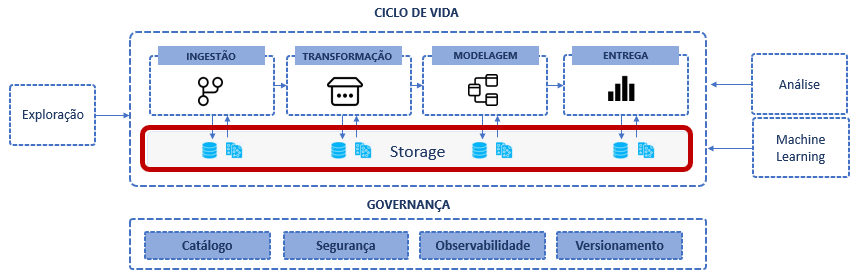 CICLO DE VIDA
INGESTÃO
TRANSFORMAÇÃO
MODELAGEM
ENTREGA
Exploração
Análise
Storage
Machine
Learning
GOVERNANÇA
Catálogo
Segurança
Observabilidade
Versionamento